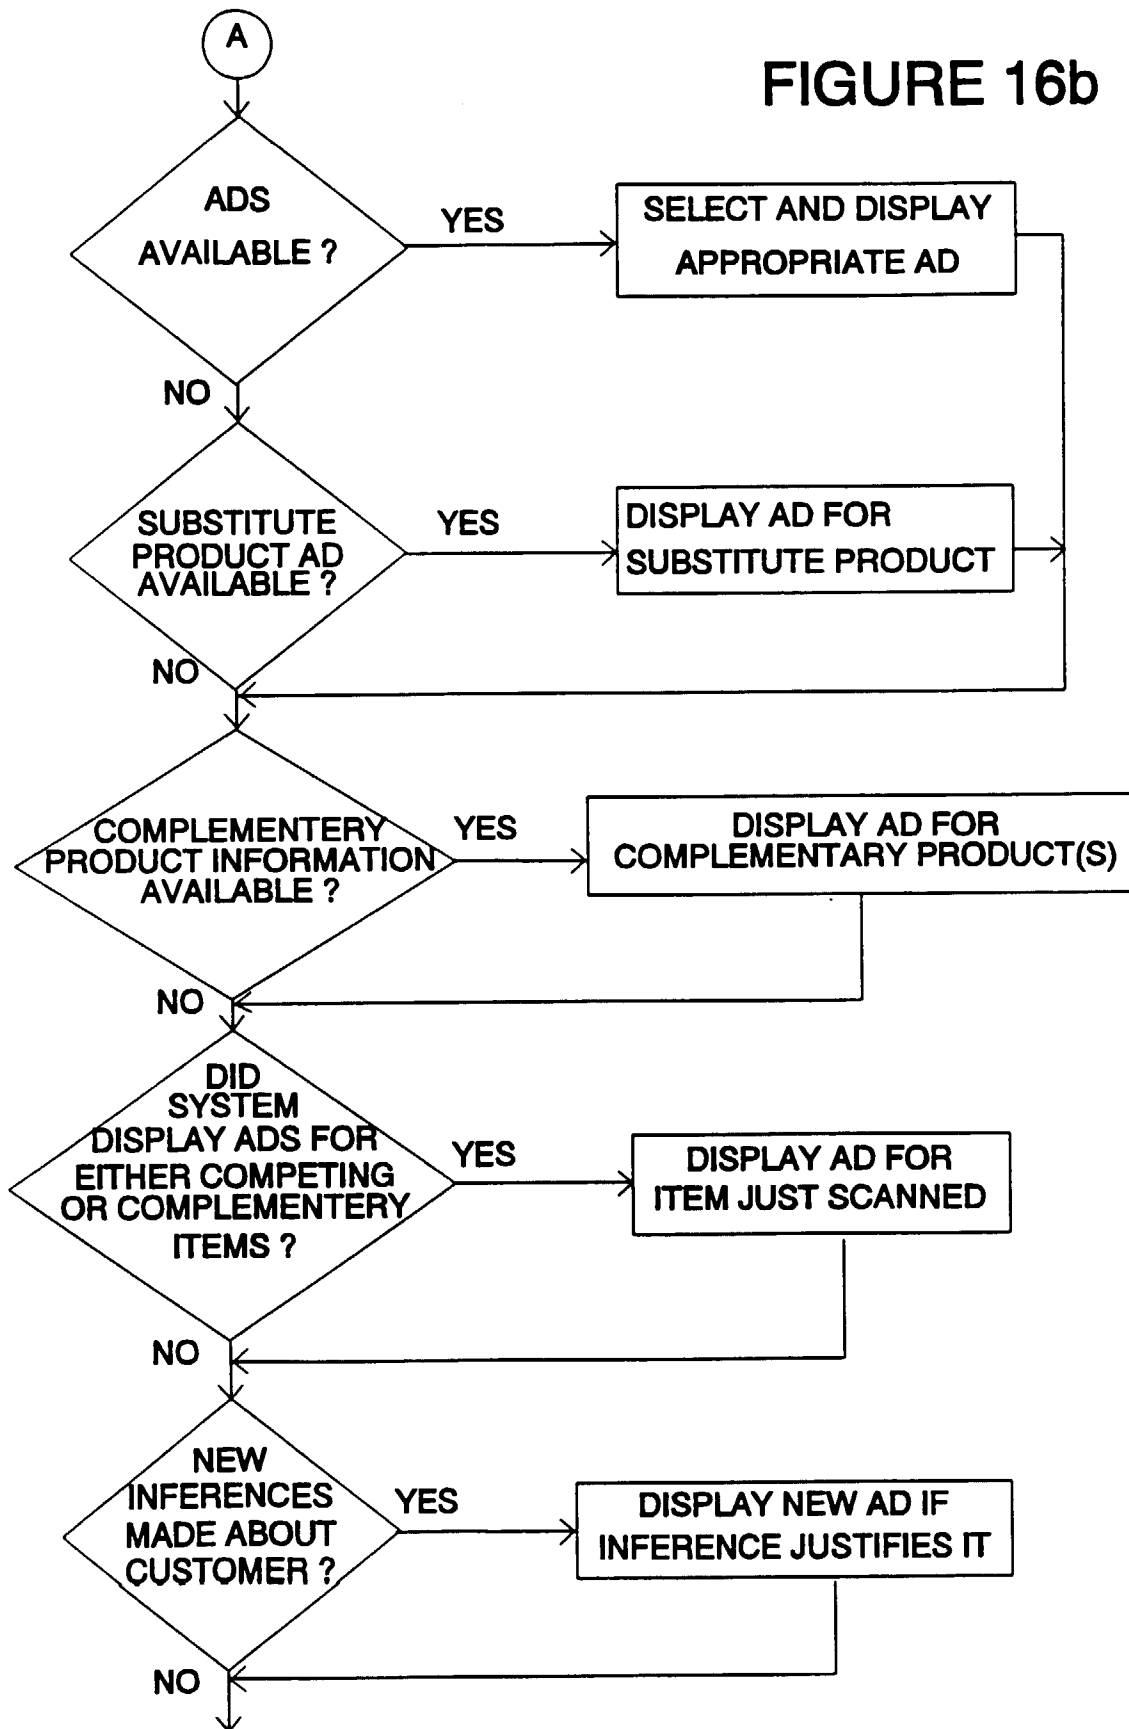 A
FIGURE 16b
ADS
AVAILABLE ?
YES
SELECT AND DISPLAY
APPROPRIATE AD
NO
SUBSTITUTE
PRODUCT AD
AVAILABLE ?
YES
DISPLAY AD FOR
SUBSTITUTE PRODUCT
NO
COMPLEMENTERY
PRODUCT INFORMATION
AVAILABLE ?
YES
DISPLAY AD FOR
COMPLEMENTARY PRODUCT(S)
NO
DID
SYSTEM
DISPLAY ADS FOR
EITHER COMPETING
OR COMPLEMENTERY
ITEMS ?
YES
DISPLAY AD FOR
ITEM JUST SCANNED
NO
NEW
INFERENCES
MADE ABOUT
CUSTOMER ?
YES
DISPLAY NEW AD IF
INFERENCE JUSTIFIES IT
NO